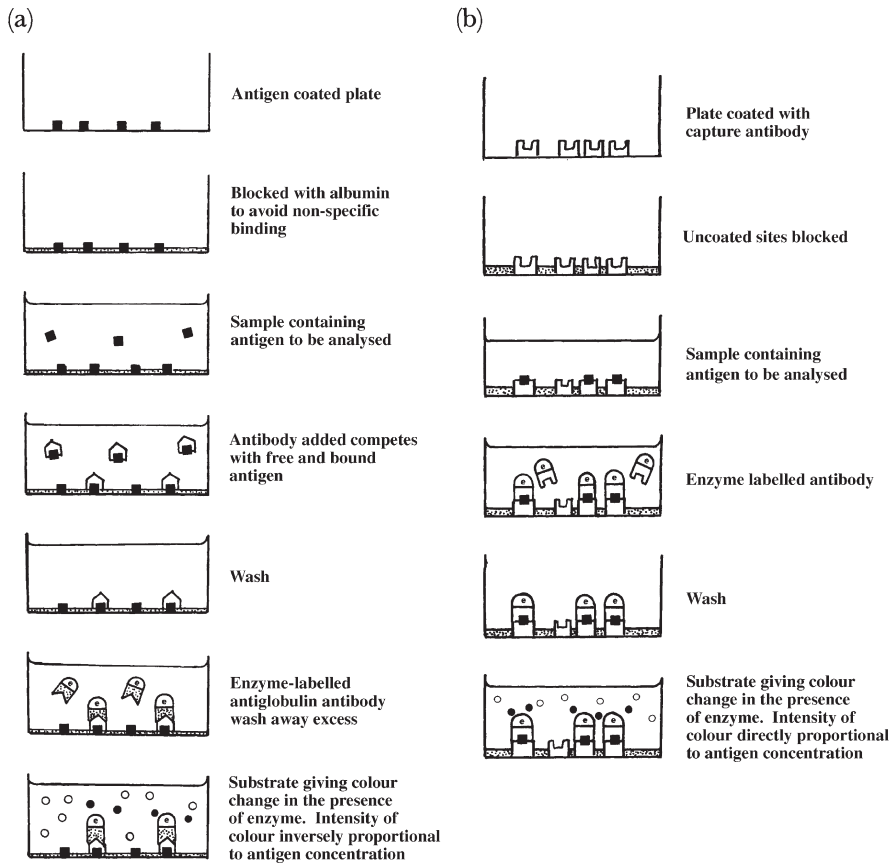 (a)
Antigen coated plate
Blocked with albumin
to avoid non-specific
binding
Sample containing
antigen to be analysed
Antibody added competes
with free and bound
antigen
Wash
e
e
e
e
Enzyme-labelled
antiglobulin antibody
wash away excess
e
e
Substrate giving colour
change in the presence
of enzyme. Intensity of
colour inversely proportional
to antigen concentration
(b)
Plate coated with
capture antibody
Uncoated sites blocked
Sample containing
antigen to be analysed
e
e
e
e
e
Enzyme labelled antibody
e
e
e
Wash
e
e
e
Substrate giving colour
change in the presence
of enzyme. Intensity of
colour directly proportional
to antigen concentration